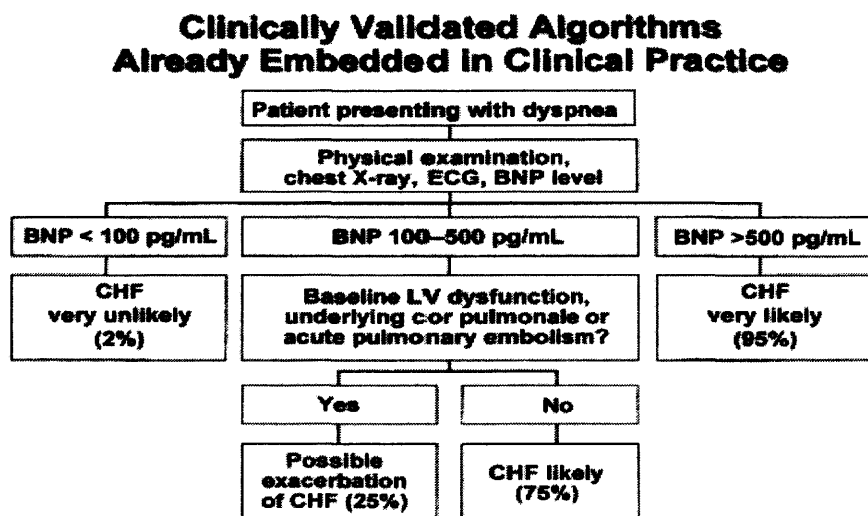 Clinically Validated Algorithms
Already Embedded in Clinical Practice
Patient presenting with dyspnea
Physical examination,
chest X-ray, ECG, BNP level
BNP < 100 pg/mL
BNP 100–500 pg/mL
BNP >500 pg/mL
CHF
very unlikely
(2%)
Baseline LV dysfunction,
underlying cor pulmonale or
acute pulmonary embolism?
CHF
very likely
(95%)
Yes
No
Possible
exacerbation
of CHF (25%)
CHF likely
(75%)